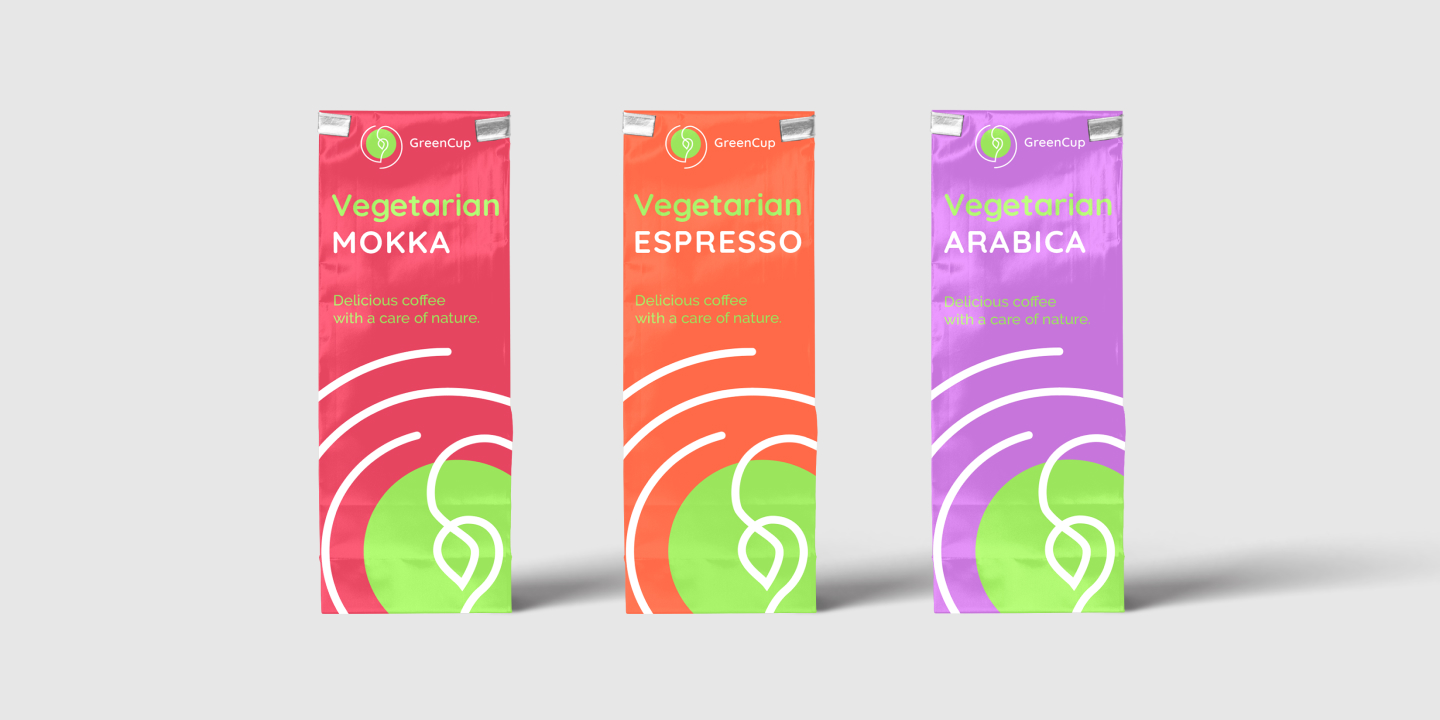 GreenCup
Vegetarian
MOKKA
Delicious coffee
with a care of nature.
GreenCup
Vegetarian
ESPRESSO
Delicious coffee
with a care of nature.
GreenCup
Vegetarian
ARABICA
Delicious coffee
with a care of nature.